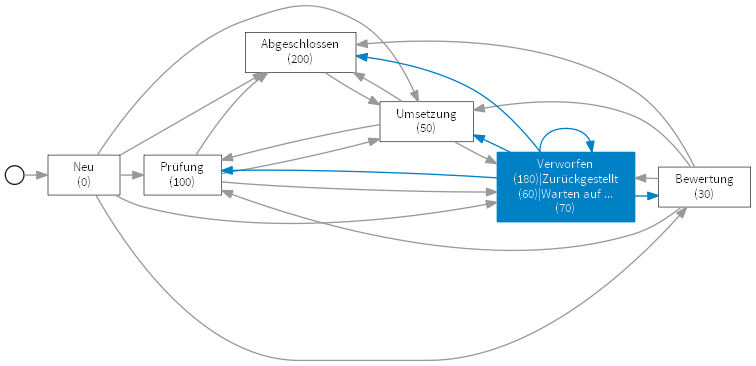 Abgeschlossen
(200)
Umsetzung
(50)
Neu
(0)
Prüfung
(100)
Verworfen
(180)|Zurückgestellt
(60)|Warten auf ...
(70)
Bewertung
(30)